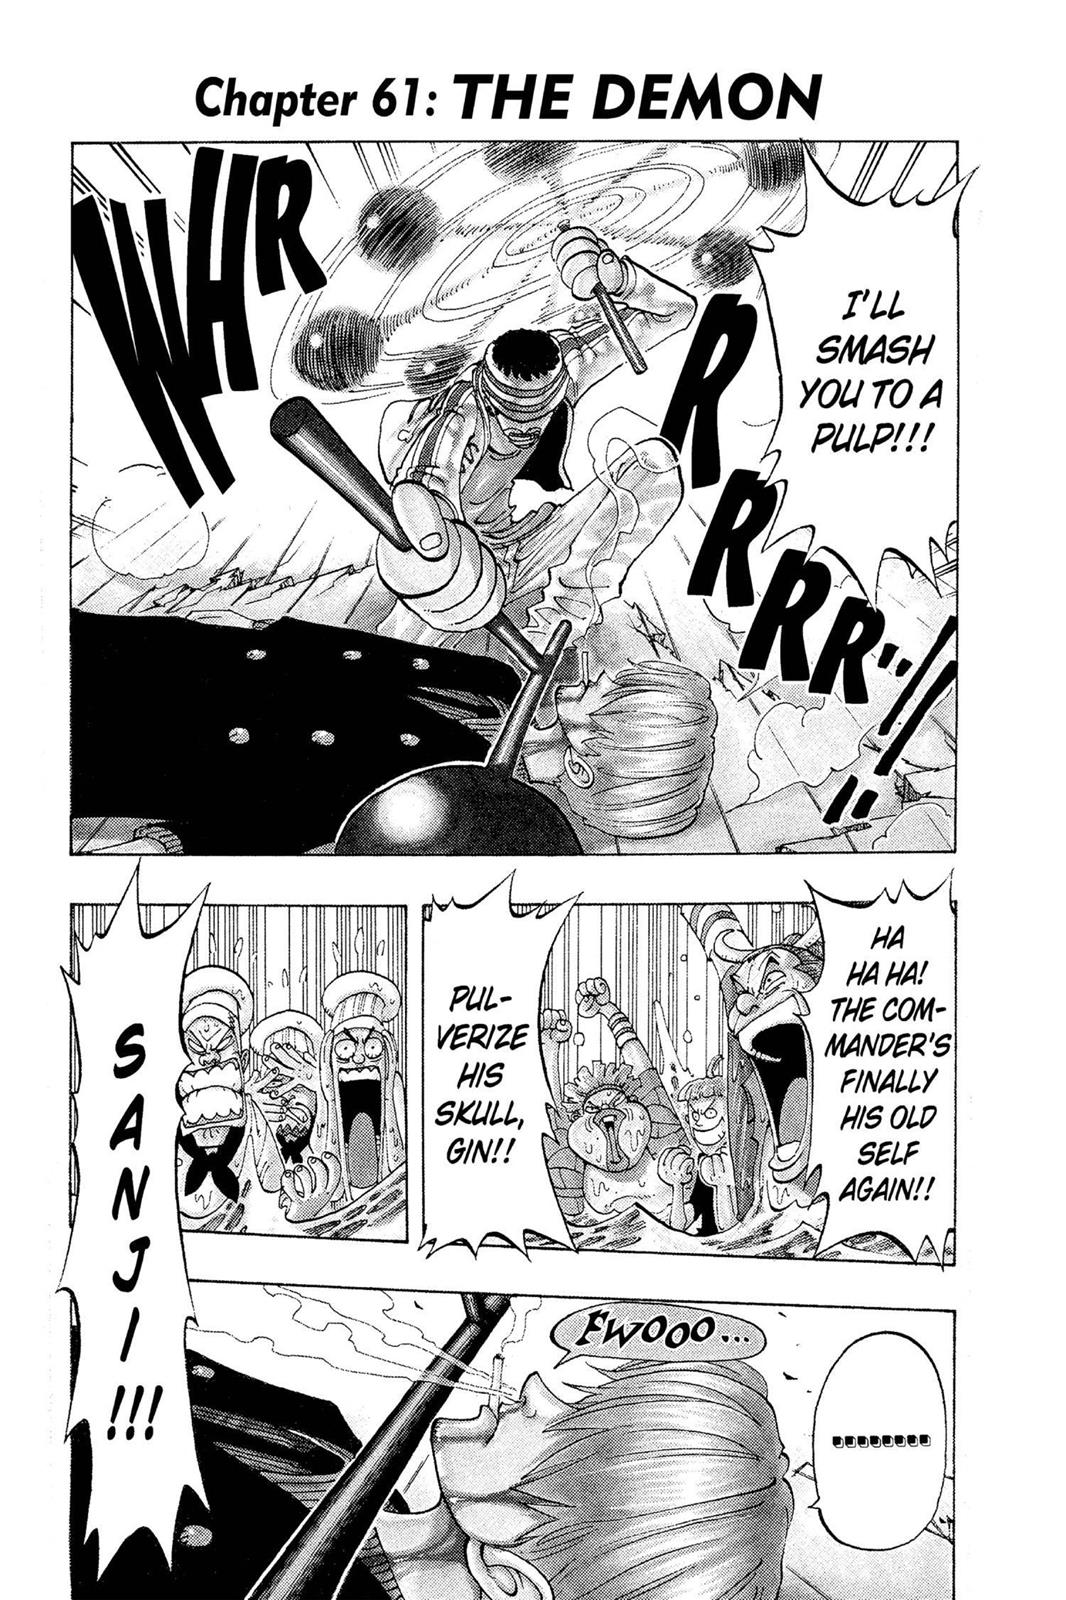 Chapter 61: THE DEMON
I'LL
SMASH
YOU TO A
PULP!!!
WHR
RRRRR"!!
HA
HA HA!
THE COM-
MANDER'S
FINALLY
HIS OLD
SELF
AGAIN!!
PUL-
VERIZE
HIS
SKULL,
GIN!!
SANJI!!!
FWOOO...
.........